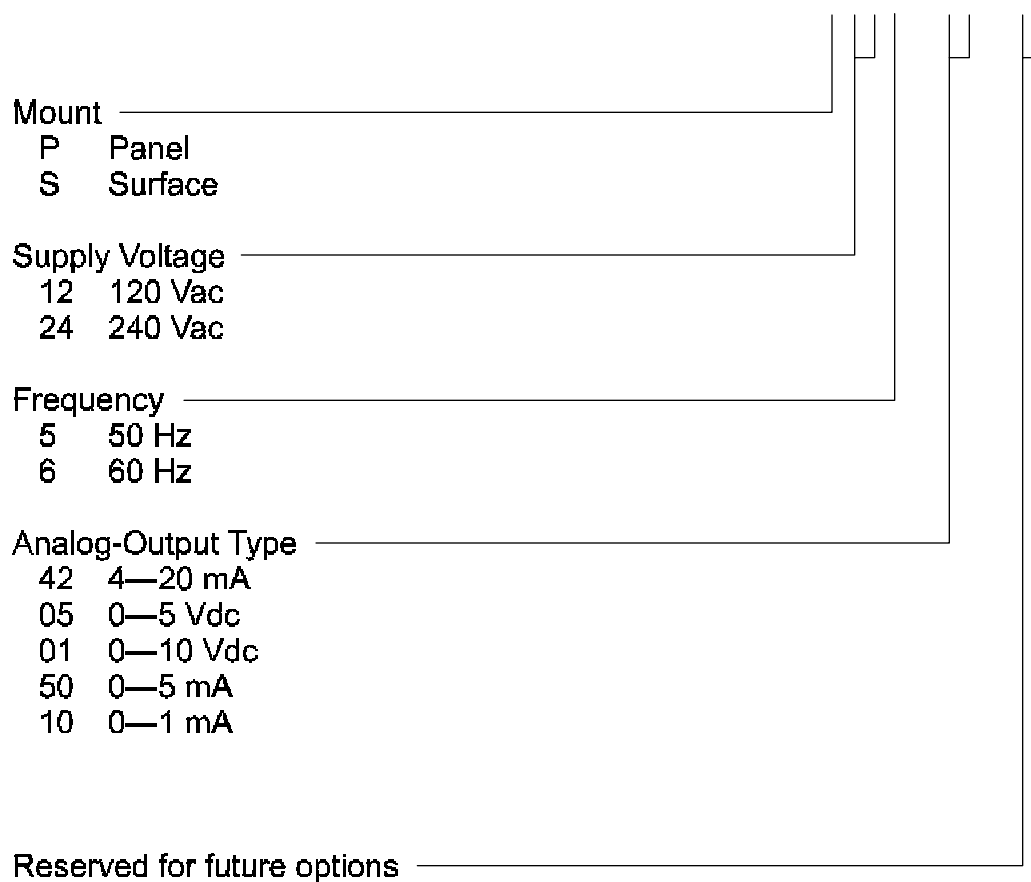 Mount
P Panel
S Surface
Supply Voltage
12 120 Vac
24 240 Vac
Frequency
5 50 Hz
6 60 Hz
Analog-Output Type
42 4—20 mA
05 0—5 Vdc
01 0—10 Vdc
50 0—5 mA
10 0—1 mA
Reserved for future options